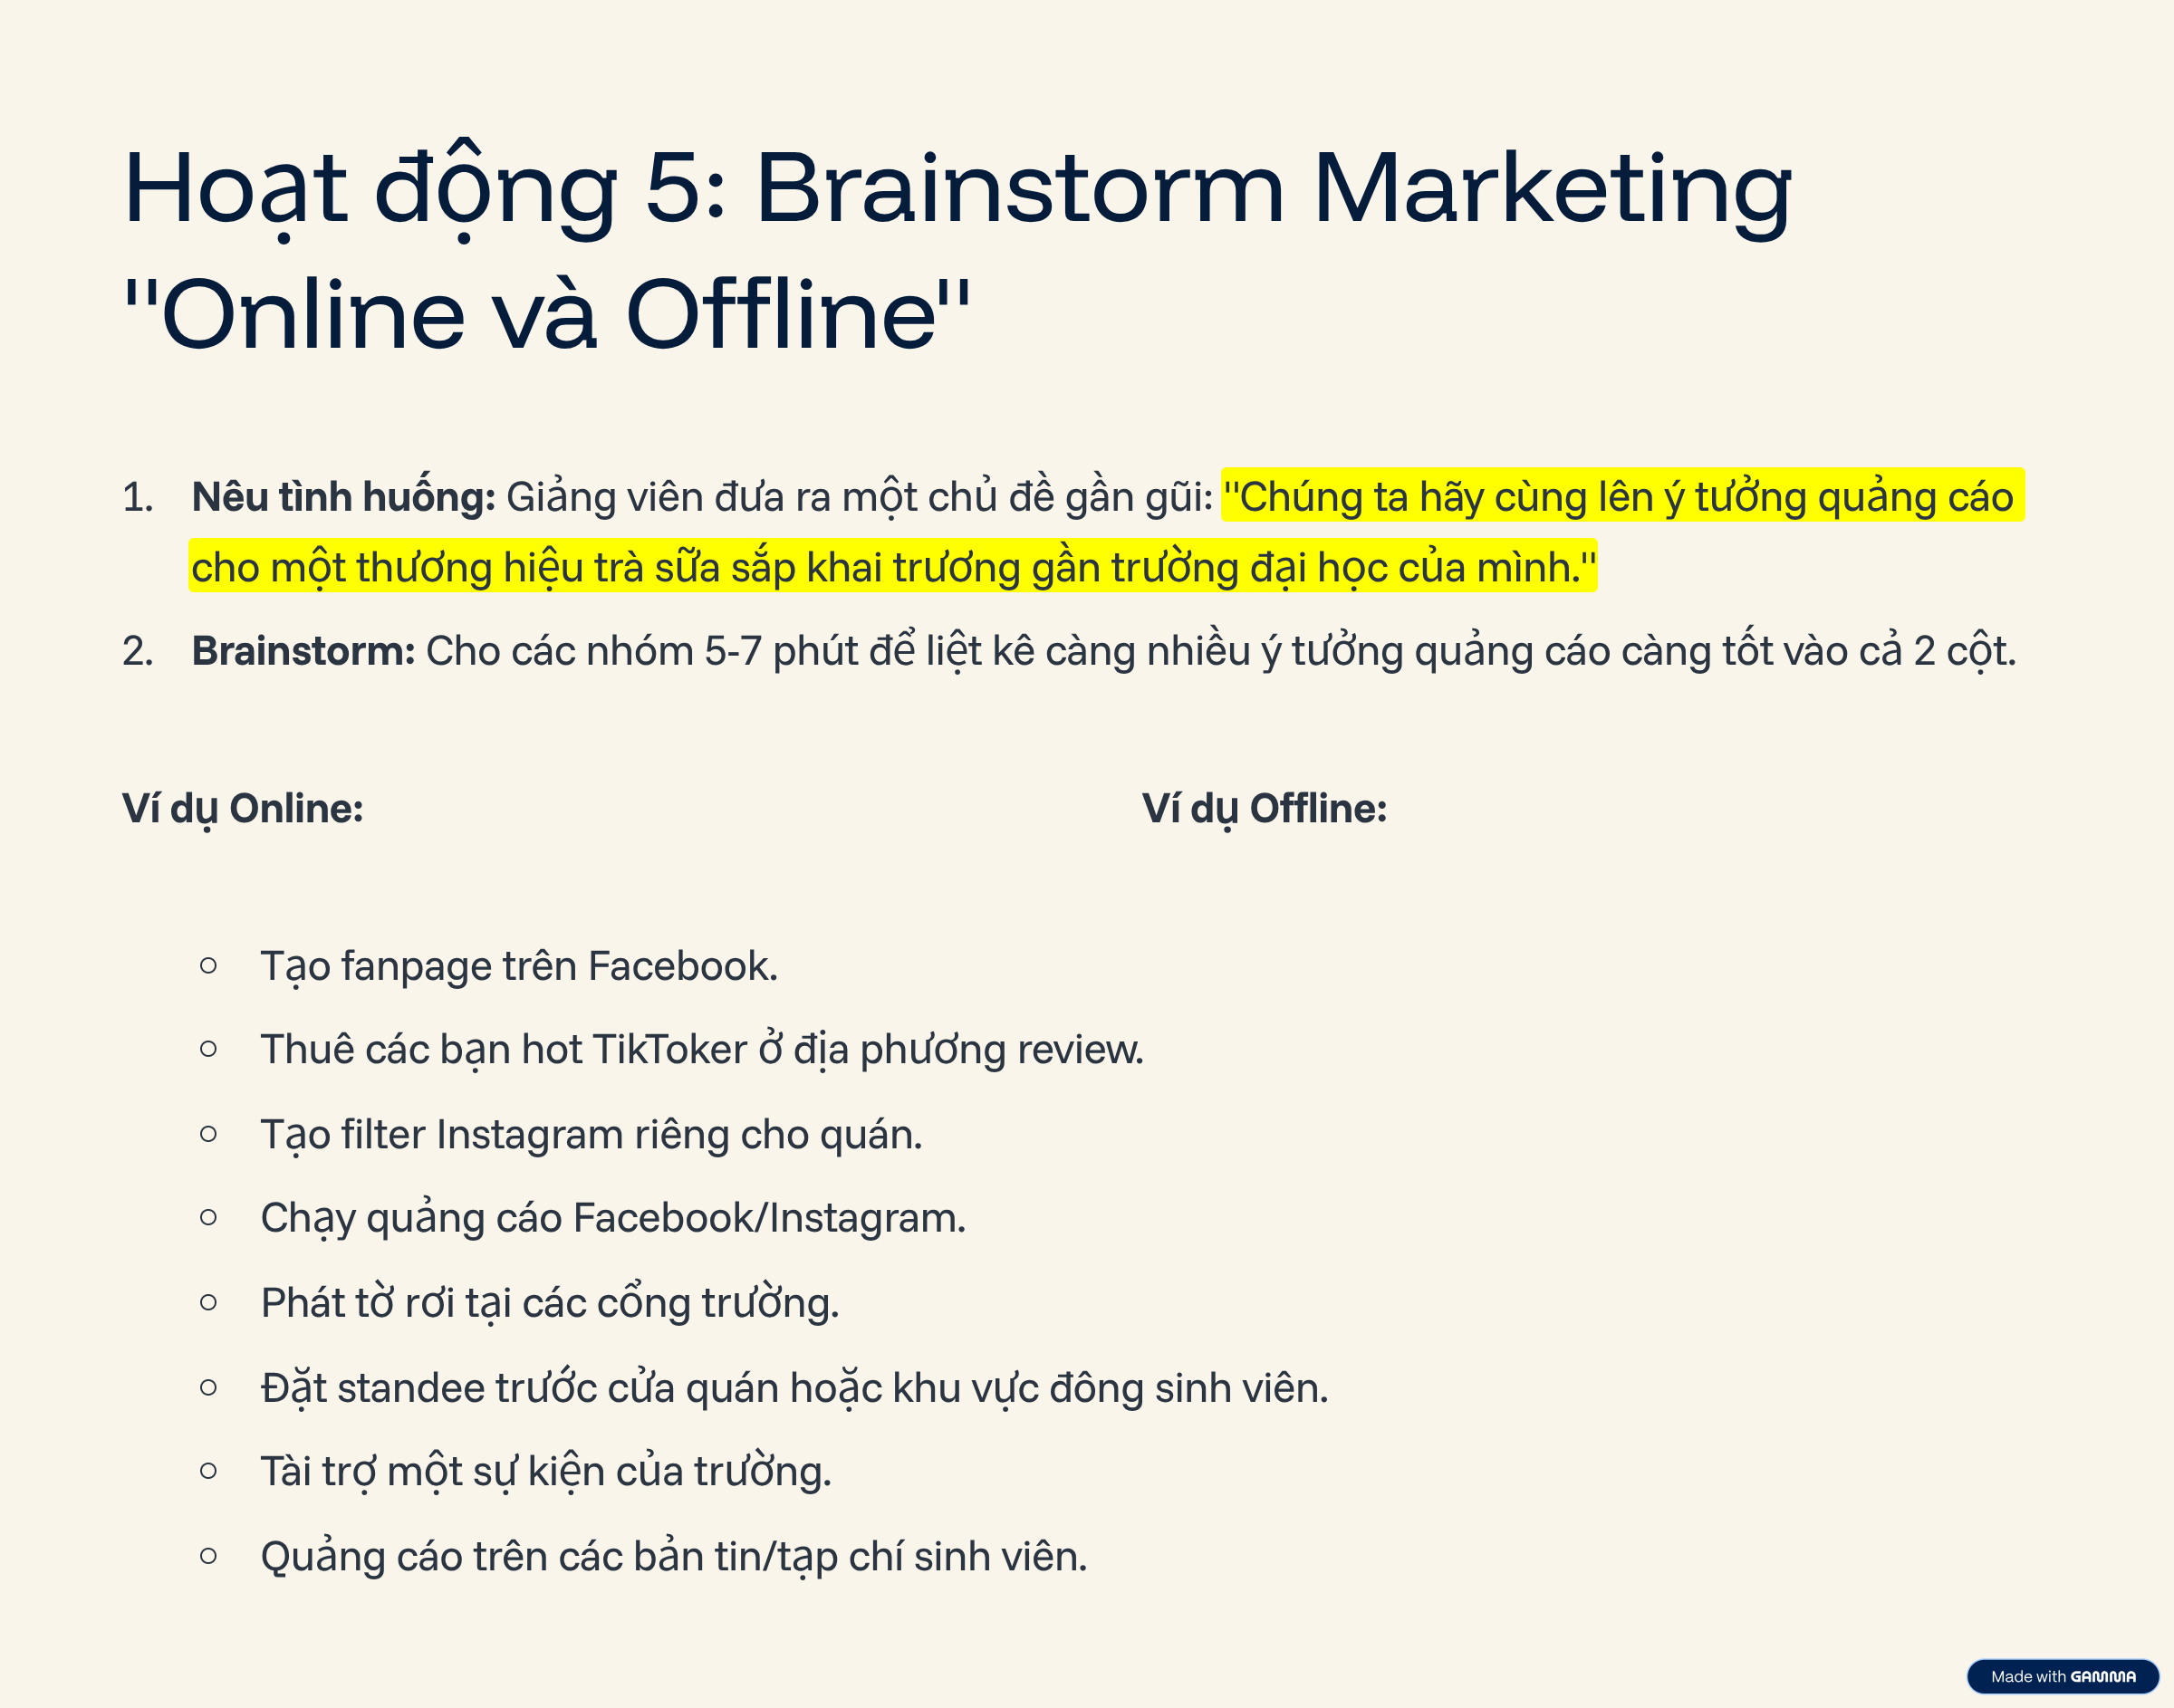 Hoạt động 5: Brainstorm Marketing
"Online và Offline"
1. Nêu tình huống: Giảng viên đưa ra một chủ đề gần gũi: "Chúng ta hãy cùng lên ý tưởng quảng cáo
cho một thương hiệu trà sữa sắp khai trương gần trường đại học của mình."
2. Brainstorm: Cho các nhóm 5-7 phút để liệt kê càng nhiều ý tưởng quảng cáo càng tốt vào cả 2 cột.
Ví dụ Online:
Ví dụ Offline:
Tạo fanpage trên Facebook.
Thuê các bạn hot TikToker ở địa phương review.
Tạo filter Instagram riêng cho quán.
Chạy quảng cáo Facebook/Instagram.
Phát tờ rơi tại các cổng trường.
Đặt standee trước cửa quán hoặc khu vực đông sinh viên.
Tài trợ một sự kiện của trường.
Quảng cáo trên các bản tin/tạp chí sinh viên.
Made with GAMMA